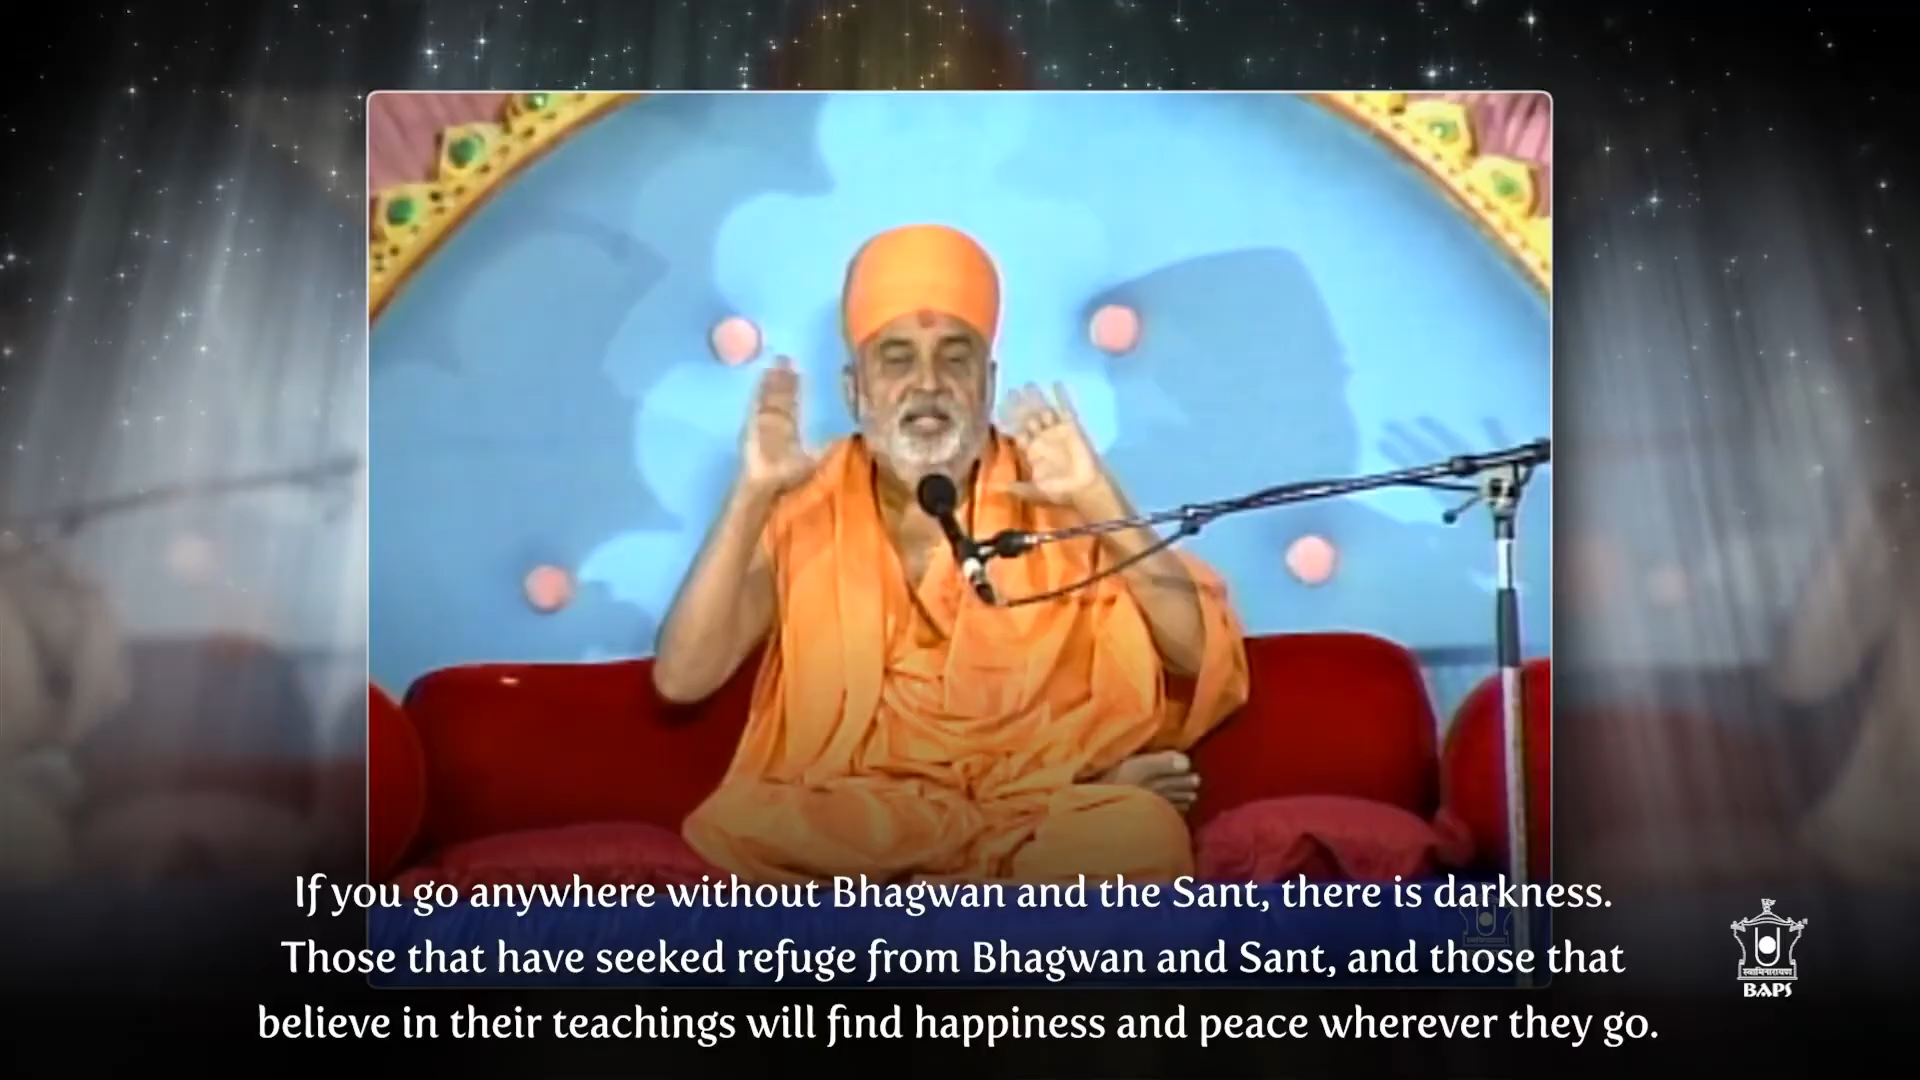 If you go anywhere without Bhagwan and the Sant, there is darkness.
Those that have seeked refuge from Bhagwan and Sant, and those that
believe in their teachings will find happiness and peace wherever they go.
स्वामिनारायण
BAPS